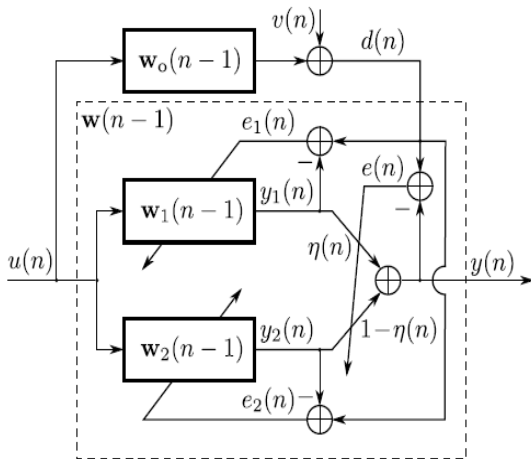 v(n)
d(n)
w_o(n−1)
w(n−1)
e_1(n)
e(n)
−
−
w_1(n−1)
y_1(n)
η(n)
u(n)
y(n)
1−η(n)
w_2(n−1)
y_2(n)
e_2(n)
−